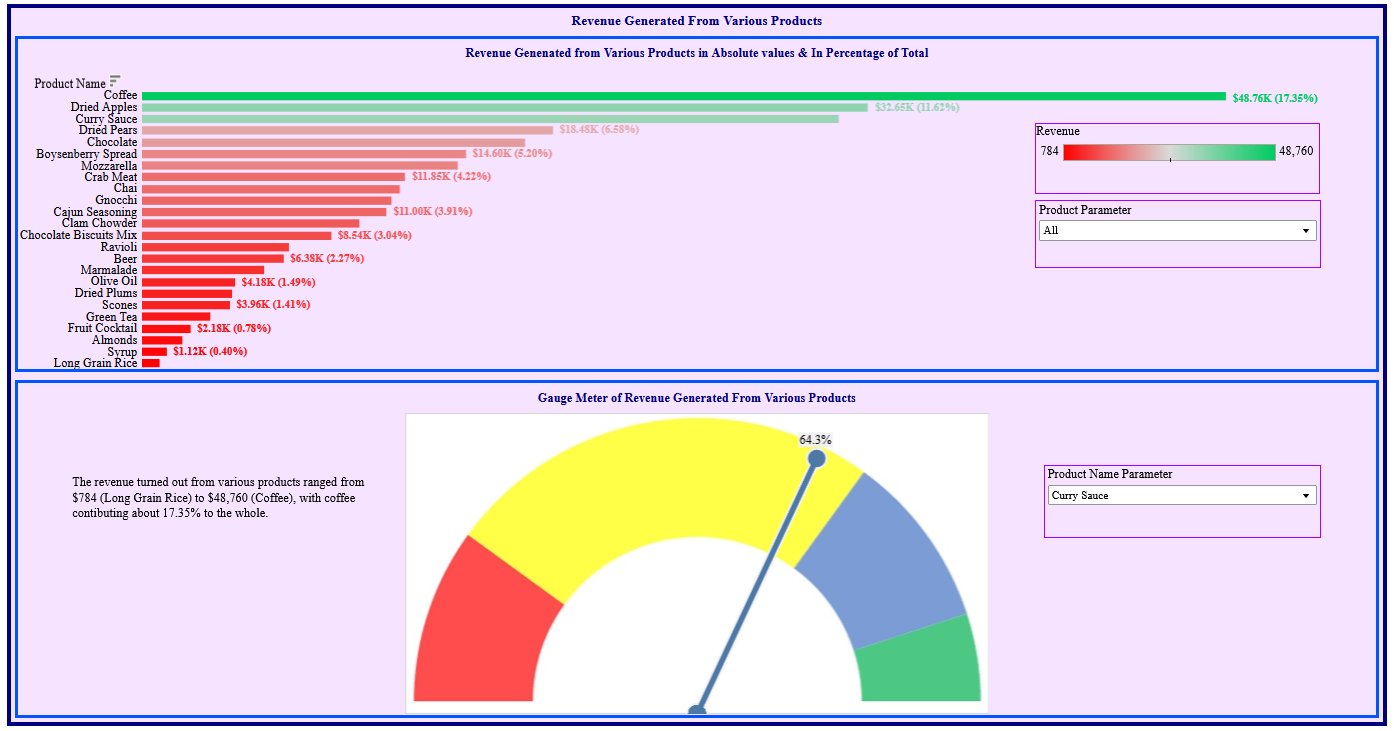 Revenue Generated From Various Products
Revenue Genenated from Various Products in Absolute values & In Percentage of Total
Product Name
Coffee $48.76K (17.35%)
Dried Apples $32.65K (11.62%)
Curry Sauce
Dried Pears $18.48K (6.58%)
Chocolate
Boysenberry Spread $14.60K (5.20%)
Mozzarella
Crab Meat $11.85K (4.22%)
Chai
Gnocchi
Cajun Seasoning $11.00K (3.91%)
Clam Chowder
Chocolate Biscuits Mix $8.54K (3.04%)
Ravioli
Beer $6.38K (2.27%)
Marmalade
Olive Oil $4.18K (1.49%)
Dried Plums
Scones $3.96K (1.41%)
Green Tea
Fruit Cocktail $2.18K (0.78%)
Almonds
Syrup $1.12K (0.40%)
Long Grain Rice
Revenue
784 48,760
Product Parameter
All
Gauge Meter of Revenue Generated From Various Products
The revenue turned out from various products ranged from
$784 (Long Grain Rice) to $48,760 (Coffee), with coffee
contibuting about 17.35% to the whole.
64.3%
Product Name Parameter
Curry Sauce